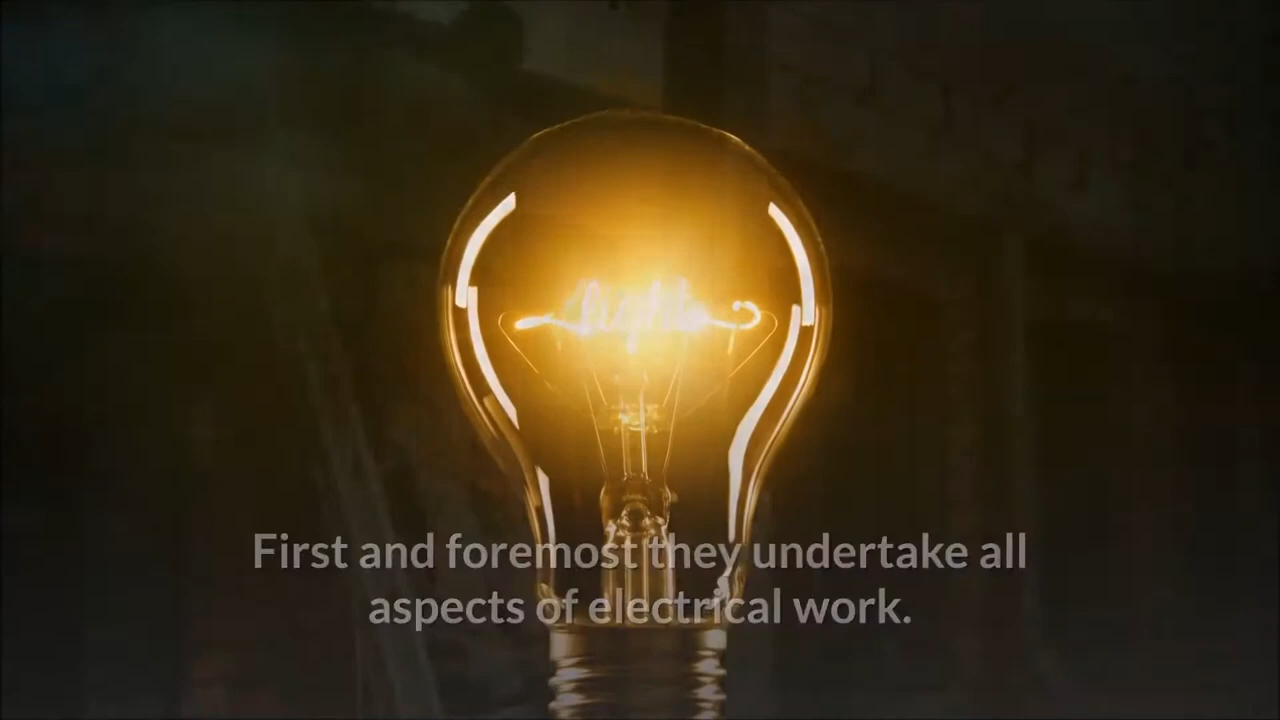 First and foremost they undertake all
aspects of electrical work.